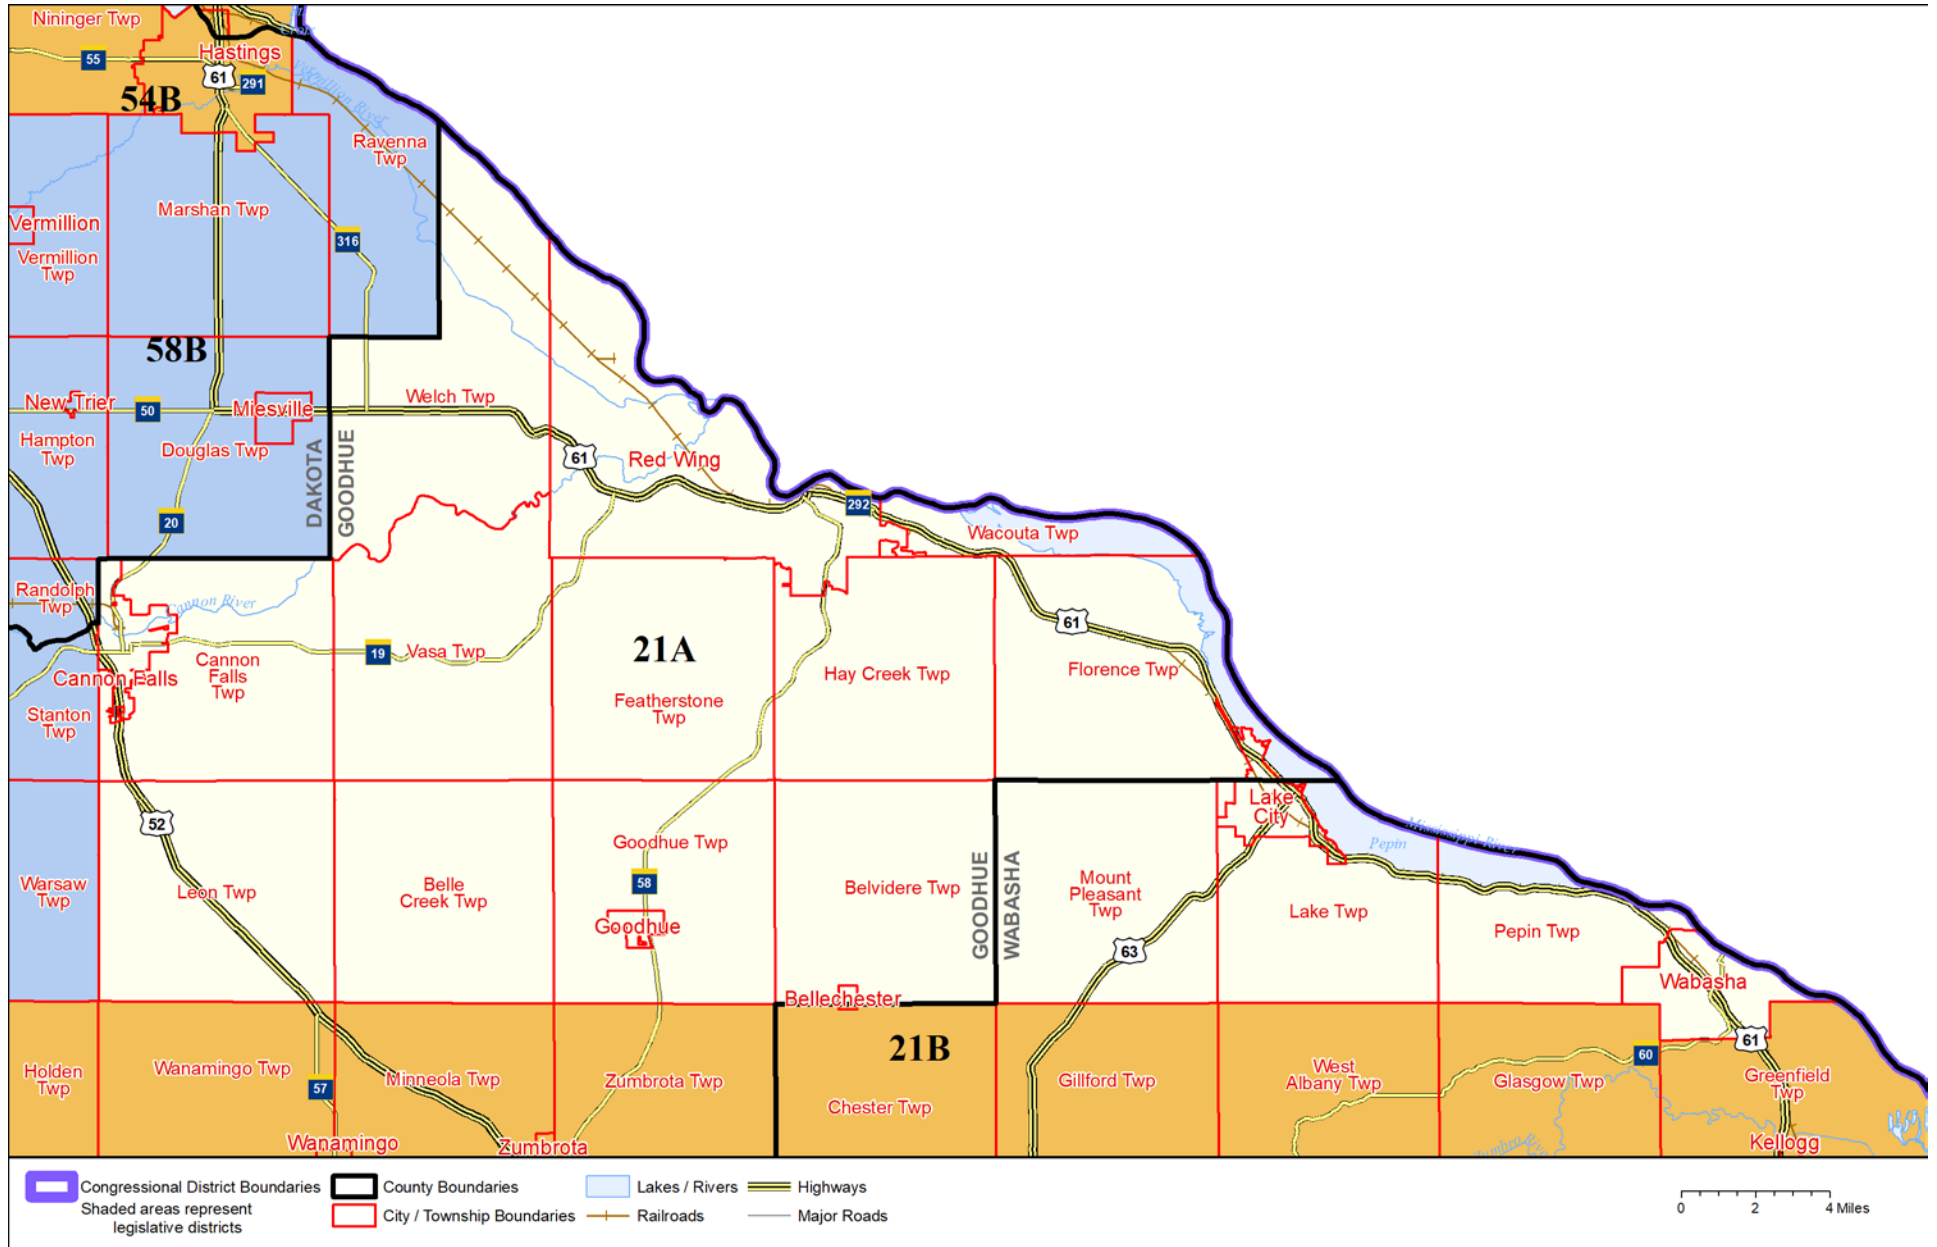 Nininger Twp
Croix
55
Hastings
61
291
54B
Vermillion River
Ravenna
Twp
Marshan Twp
Vermillion
316
Vermillion
Twp
58B
New Trier
50
Miesville
Welch Twp
Hampton
Twp
Douglas Twp
DAKOTA
GOODHUE
61
Red Wing
20
292
Wacouta Twp
Randolph
Twp
Cannon River
61
19
Vasa Twp
21A
Cannon
Falls
Twp
Cannon Falls
Hay Creek Twp
Florence Twp
Stanton
Twp
Featherstone
Twp
52
Lake
City
Mississippi River
Pepin
Goodhue Twp
GOODHUE
WABASHA
Warsaw
Twp
Leon Twp
Belle
Creek Twp
58
Belvidere Twp
Mount
Pleasant
Twp
Lake Twp
Goodhue
63
Pepin Twp
Bellechester
Wabasha
21B
61
60
Holden
Twp
Wanamingo Twp
57
Minneola Twp
Zumbrota Twp
Chester Twp
Gillford Twp
West
Albany Twp
Glasgow Twp
Greenfield
Twp
Wanamingo
Zumbrota
Kellogg
Congressional District Boundaries
County Boundaries
Lakes / Rivers
Highways
Shaded areas represent
legislative districts
City / Township Boundaries
Railroads
Major Roads
0 2 4 Miles